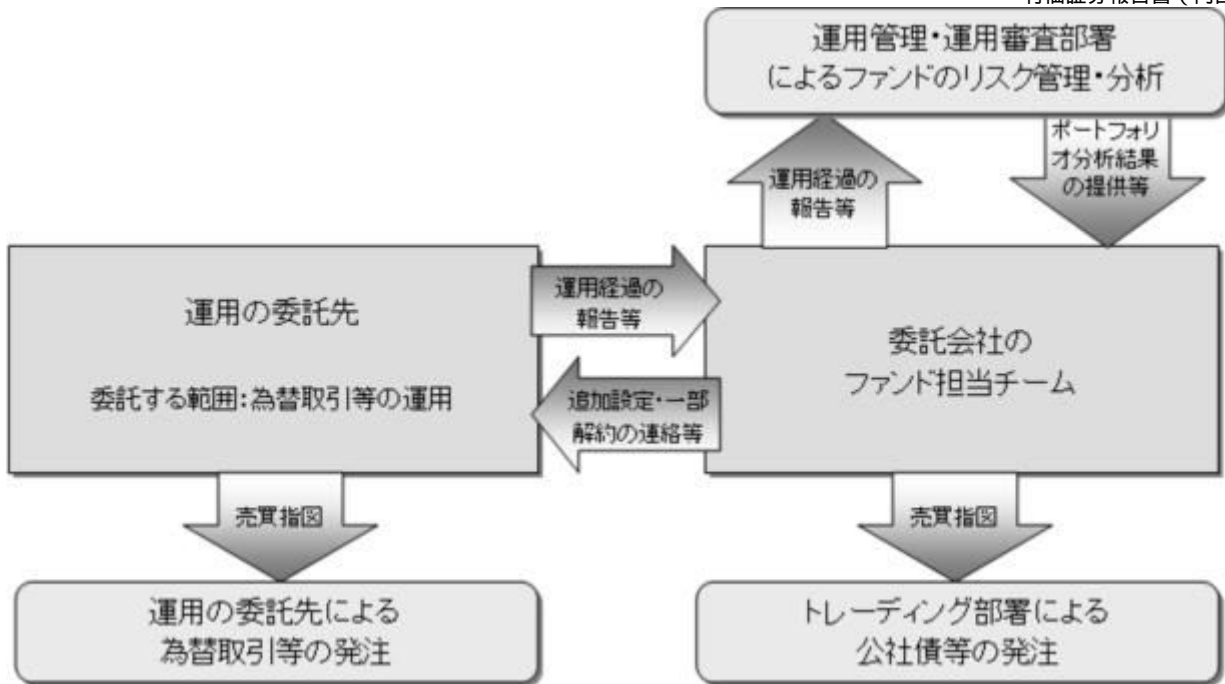 運用管理・運用審査部署
によるファンドのリスク管理・分析
運用経過の
報告等
ポートフォリ
オ分析結果
の提供等
運用の委託先
委託する範囲:為替取引等の運用
運用経過の
報告等
追加設定・一部
解約の連絡等
委託会社の
ファンド担当チーム
売買指図
売買指図
運用の委託先による
為替取引等の発注
トレーディング部署による
公社債等の発注